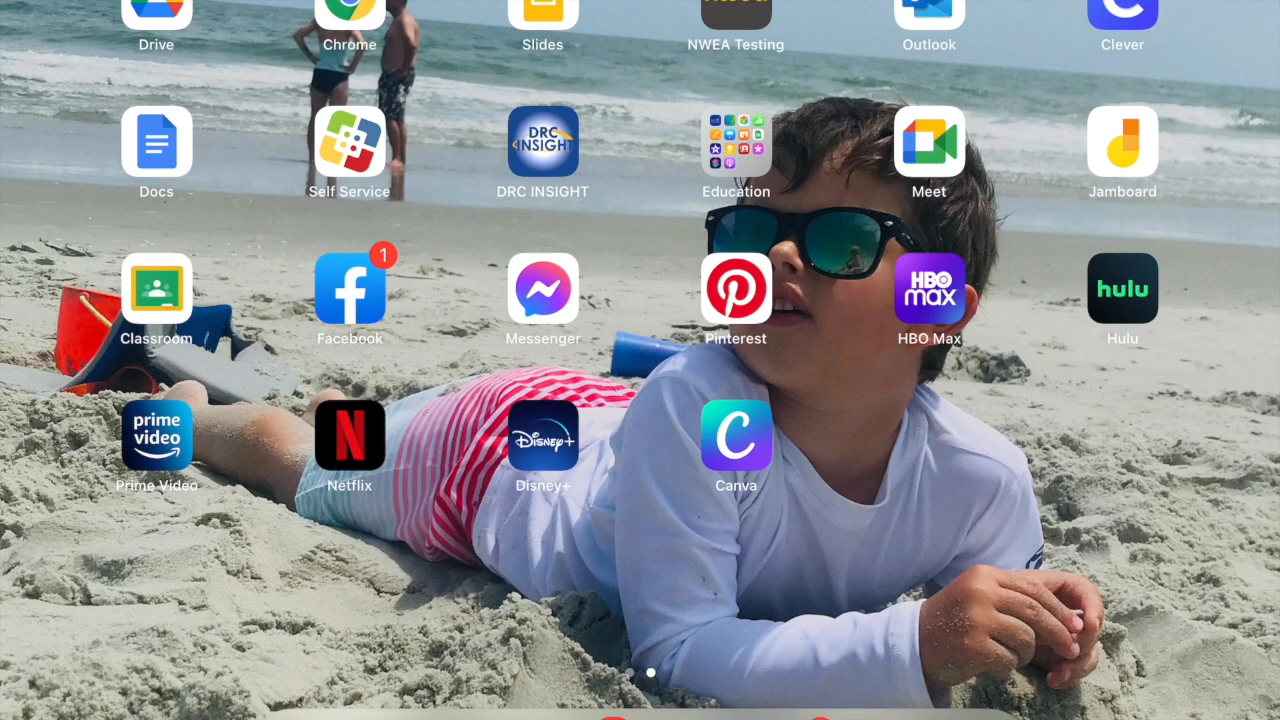 Drive Chrome Slides NWEA Testing Outlook Clever
DRC
INSIGHT
Docs Self Service DRC INSIGHT Education Meet Jamboard
1
HBO
max
hulu
Classroom Facebook Messenger Pinterest HBO Max Hulu
prime
video
N
Disney+
C
Prime Video Netflix Disney+ Canva